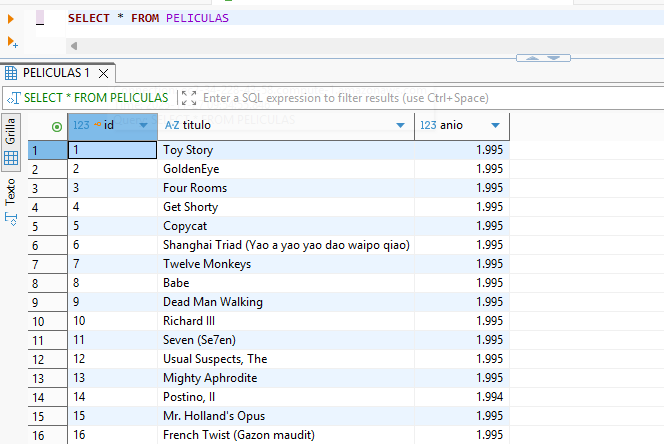 SELECT * FROM PELICULAS
PELICULAS 1
SELECT * FROM PELICULAS Enter a SQL expression to filter results (use Ctrl+Space)
Grilla
Texto
123 id A-Z titulo 123 anio
1 1 Toy Story 1.995
2 2 GoldenEye 1.995
3 3 Four Rooms 1.995
4 4 Get Shorty 1.995
5 5 Copycat 1.995
6 6 Shanghai Triad (Yao a yao yao dao waipo qiao) 1.995
7 7 Twelve Monkeys 1.995
8 8 Babe 1.995
9 9 Dead Man Walking 1.995
10 10 Richard III 1.995
11 11 Seven (Se7en) 1.995
12 12 Usual Suspects, The 1.995
13 13 Mighty Aphrodite 1.995
14 14 Postino, Il 1.994
15 15 Mr. Holland's Opus 1.995
16 16 French Twist (Gazon maudit) 1.995